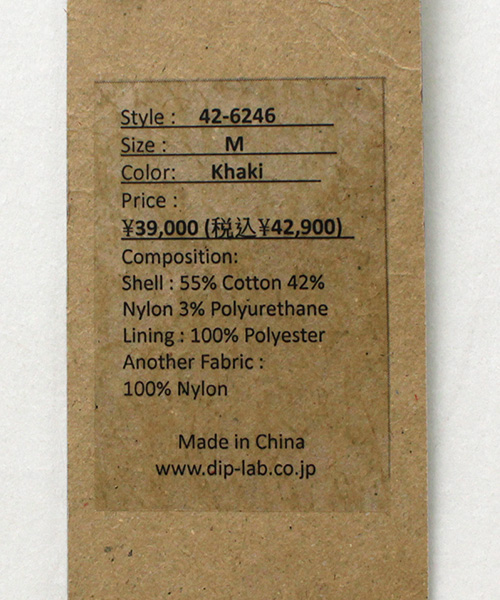 Style : 42-6246
Size : M
Color: Khaki
Price :
¥39,000 (税込¥42,900)
Composition:
Shell : 55% Cotton 42%
Nylon 3% Polyurethane
Lining : 100% Polyester
Another Fabric :
100% Nylon
Made in China
www.dip-lab.co.jp